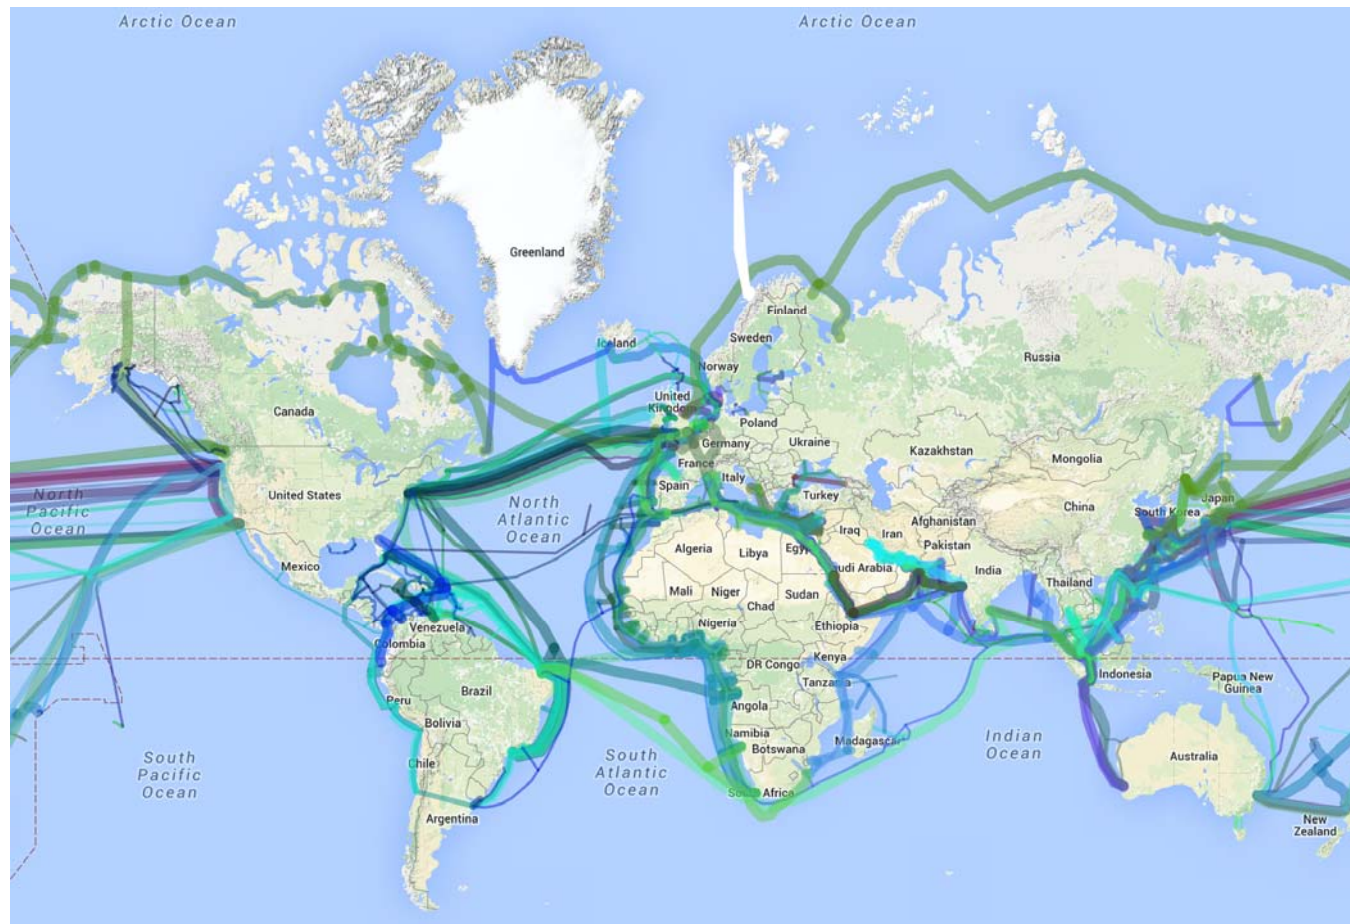 Arctic Ocean
Arctic Ocean
Greenland
Iceland
Finland
Sweden
Norway
Russia
United
Kingdom
Canada
Poland
Germany
Ukraine
Kazakhstan
Mongolia
France
Italy
Spain
Turkey
United States
North
Pacific
Ocean
North
Atlantic
Ocean
China
Japan
South Korea
Afghanistan
Iraq
Iran
Pakistan
Algeria
Libya
Egy
audi Arabia
India
Mexico
Mali
Niger
Chad
Sudan
Thailand
Nigeria
Ethiopia
Venezuela
Colombia
DR Congo
Kenya
Tanzania
Indonesia
Papua New
Guinea
Brazil
Peru
Angola
Bolivia
Namibia
Botswana
Madagascar
Indian
Ocean
Australia
South
Pacific
Ocean
Chile
South
Atlantic
Ocean
South Africa
Argentina
New
Zealand